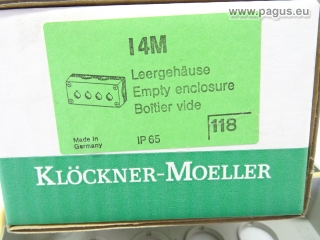 www.pagus.eu
I4M
Leergehäuse
Empty enclosure
Boîtier vide
Made in
Germany
IP 65
118
KLÖCKNER-MOELLER